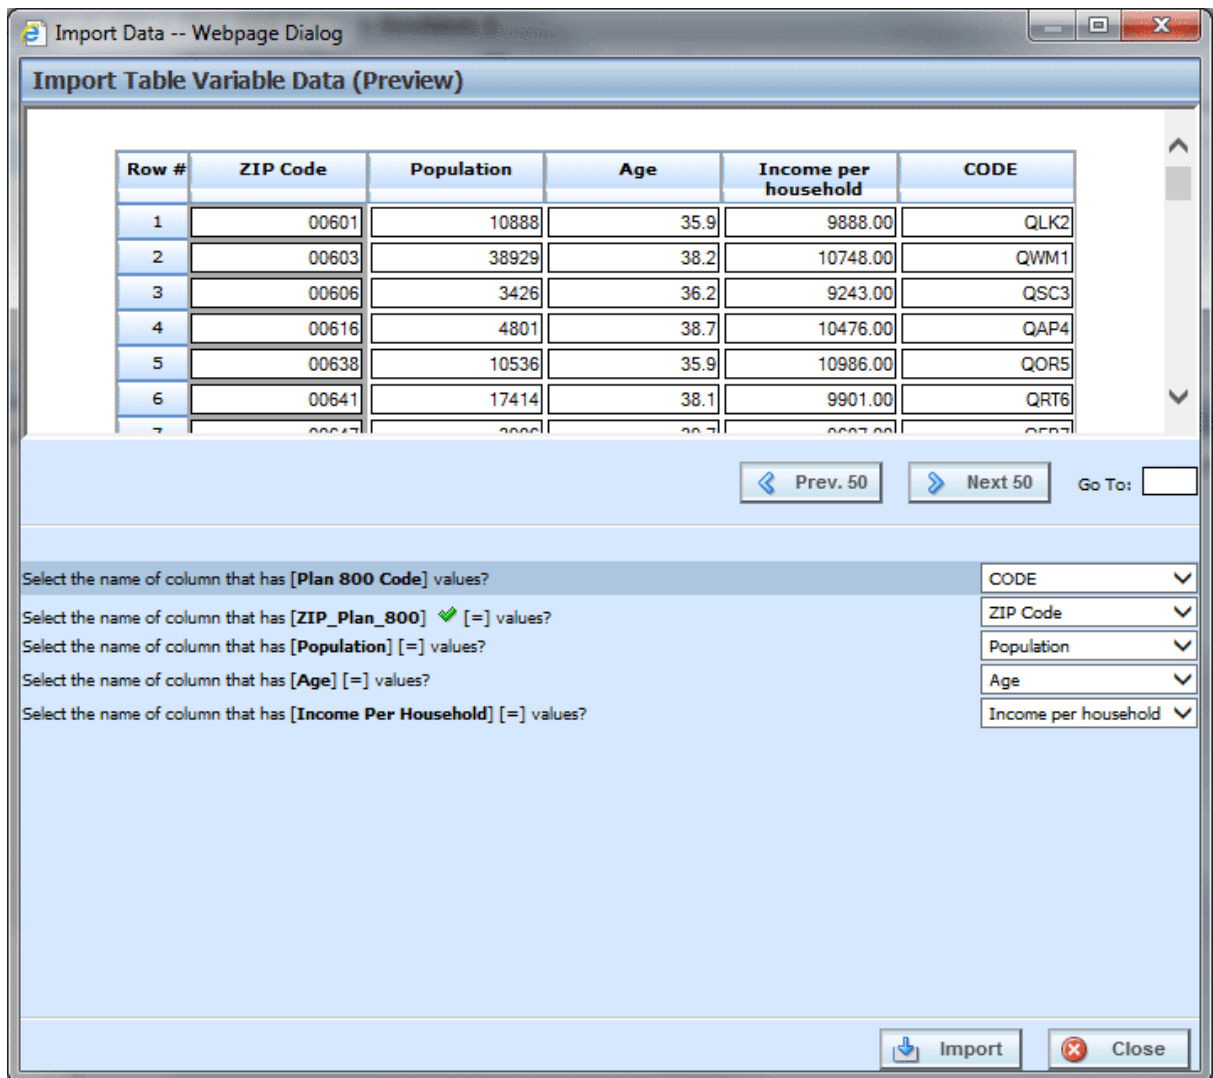 Import Data -- Webpage Dialog
Import Table Variable Data (Preview)
Row # ZIP Code Population Age Income per household CODE
1 00601 10888 35.9 9888.00 QLK2
2 00603 38929 38.2 10748.00 QWM1
3 00606 3426 36.2 9243.00 QSC3
4 00616 4801 38.7 10476.00 QAP4
5 00638 10536 35.9 10986.00 QOR5
6 00641 17414 38.1 9901.00 QRT6
Prev. 50 Next 50 Go To:
Select the name of column that has [Plan 800 Code] values? CODE
Select the name of column that has [ZIP_Plan_800] [=] values? ZIP Code
Select the name of column that has [Population] [=] values? Population
Select the name of column that has [Age] [=] values? Age
Select the name of column that has [Income Per Household] [=] values? Income per household
Import Close